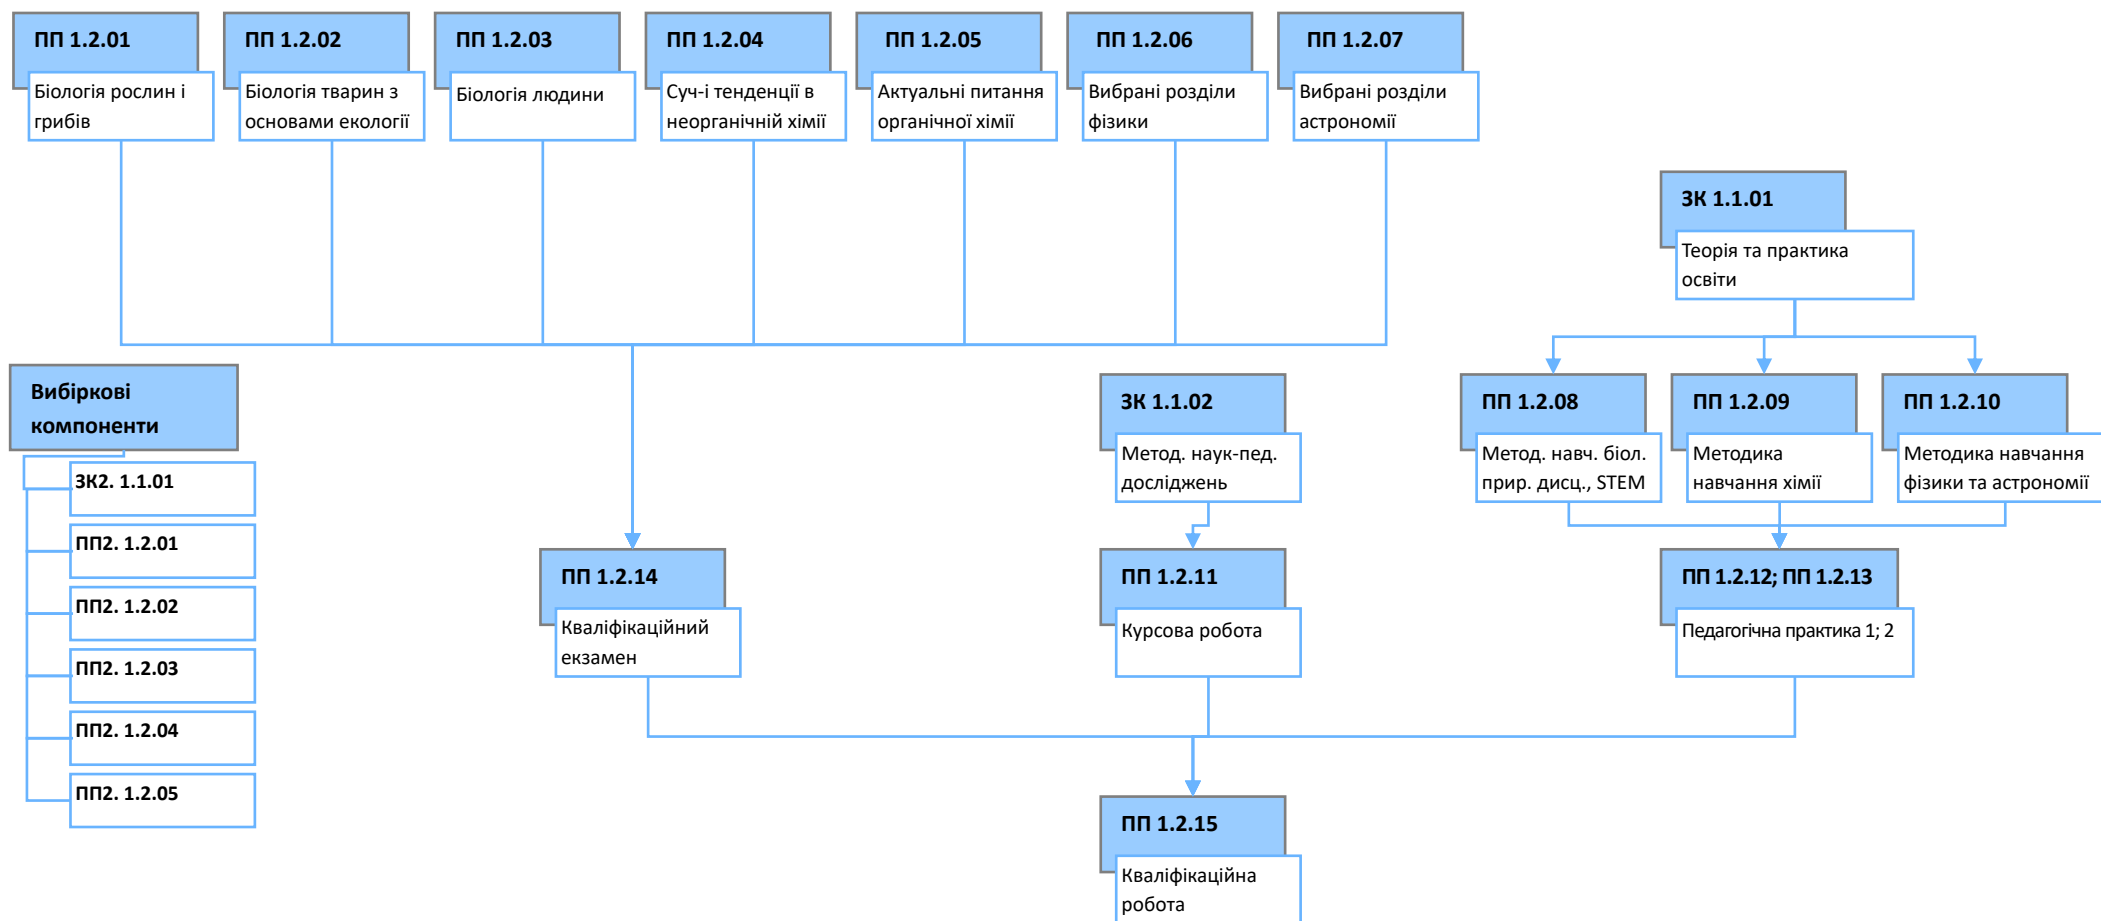 ПП 1.2.01
Біологія рослин і
грибів
ПП 1.2.02
Біологія тварин з
основами екології
ПП 1.2.03
Біологія людини
ПП 1.2.04
Суч-і тенденції в
неорганічній хімії
ПП 1.2.05
Актуальні питання
органічної хімії
ПП 1.2.06
Вибрані розділи
фізики
ПП 1.2.07
Вибрані розділи
астрономії
ЗК 1.1.01
Теорія та практика
освіти
Вибіркові
компоненти
ЗК2. 1.1.01
ПП2. 1.2.01
ПП2. 1.2.02
ПП2. 1.2.03
ПП2. 1.2.04
ПП2. 1.2.05
ЗК 1.1.02
Метод. наук-пед.
досліджень
ПП 1.2.08
Метод. навч. біол.
прир. дисц., STEM
ПП 1.2.09
Методика
навчання хімії
ПП 1.2.10
Методика навчання
фізики та астрономії
ПП 1.2.14
Кваліфікаційний
екзамен
ПП 1.2.11
Курсова робота
ПП 1.2.12; ПП 1.2.13
Педагогічна практика 1; 2
ПП 1.2.15
Кваліфікаційна
робота